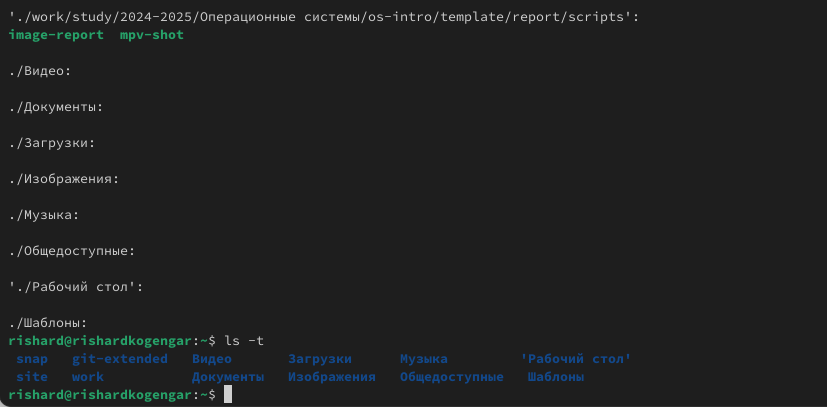 './work/study/2024-2025/Операционные системы/os-intro/template/report/scripts':
image-report  mpv-shot
./Видео:
./Документы:
./Загрузки:
./Изображения:
./Музыка:
./Общедоступные:
'./Рабочий стол':
./Шаблоны:
rishard@rishardkogengar:~$ ls -t
snap   git-extended   Видео       Загрузки      Музыка         'Рабочий стол'
site   work           Документы   Изображения   Общедоступные   Шаблоны
rishard@rishardkogengar:~$